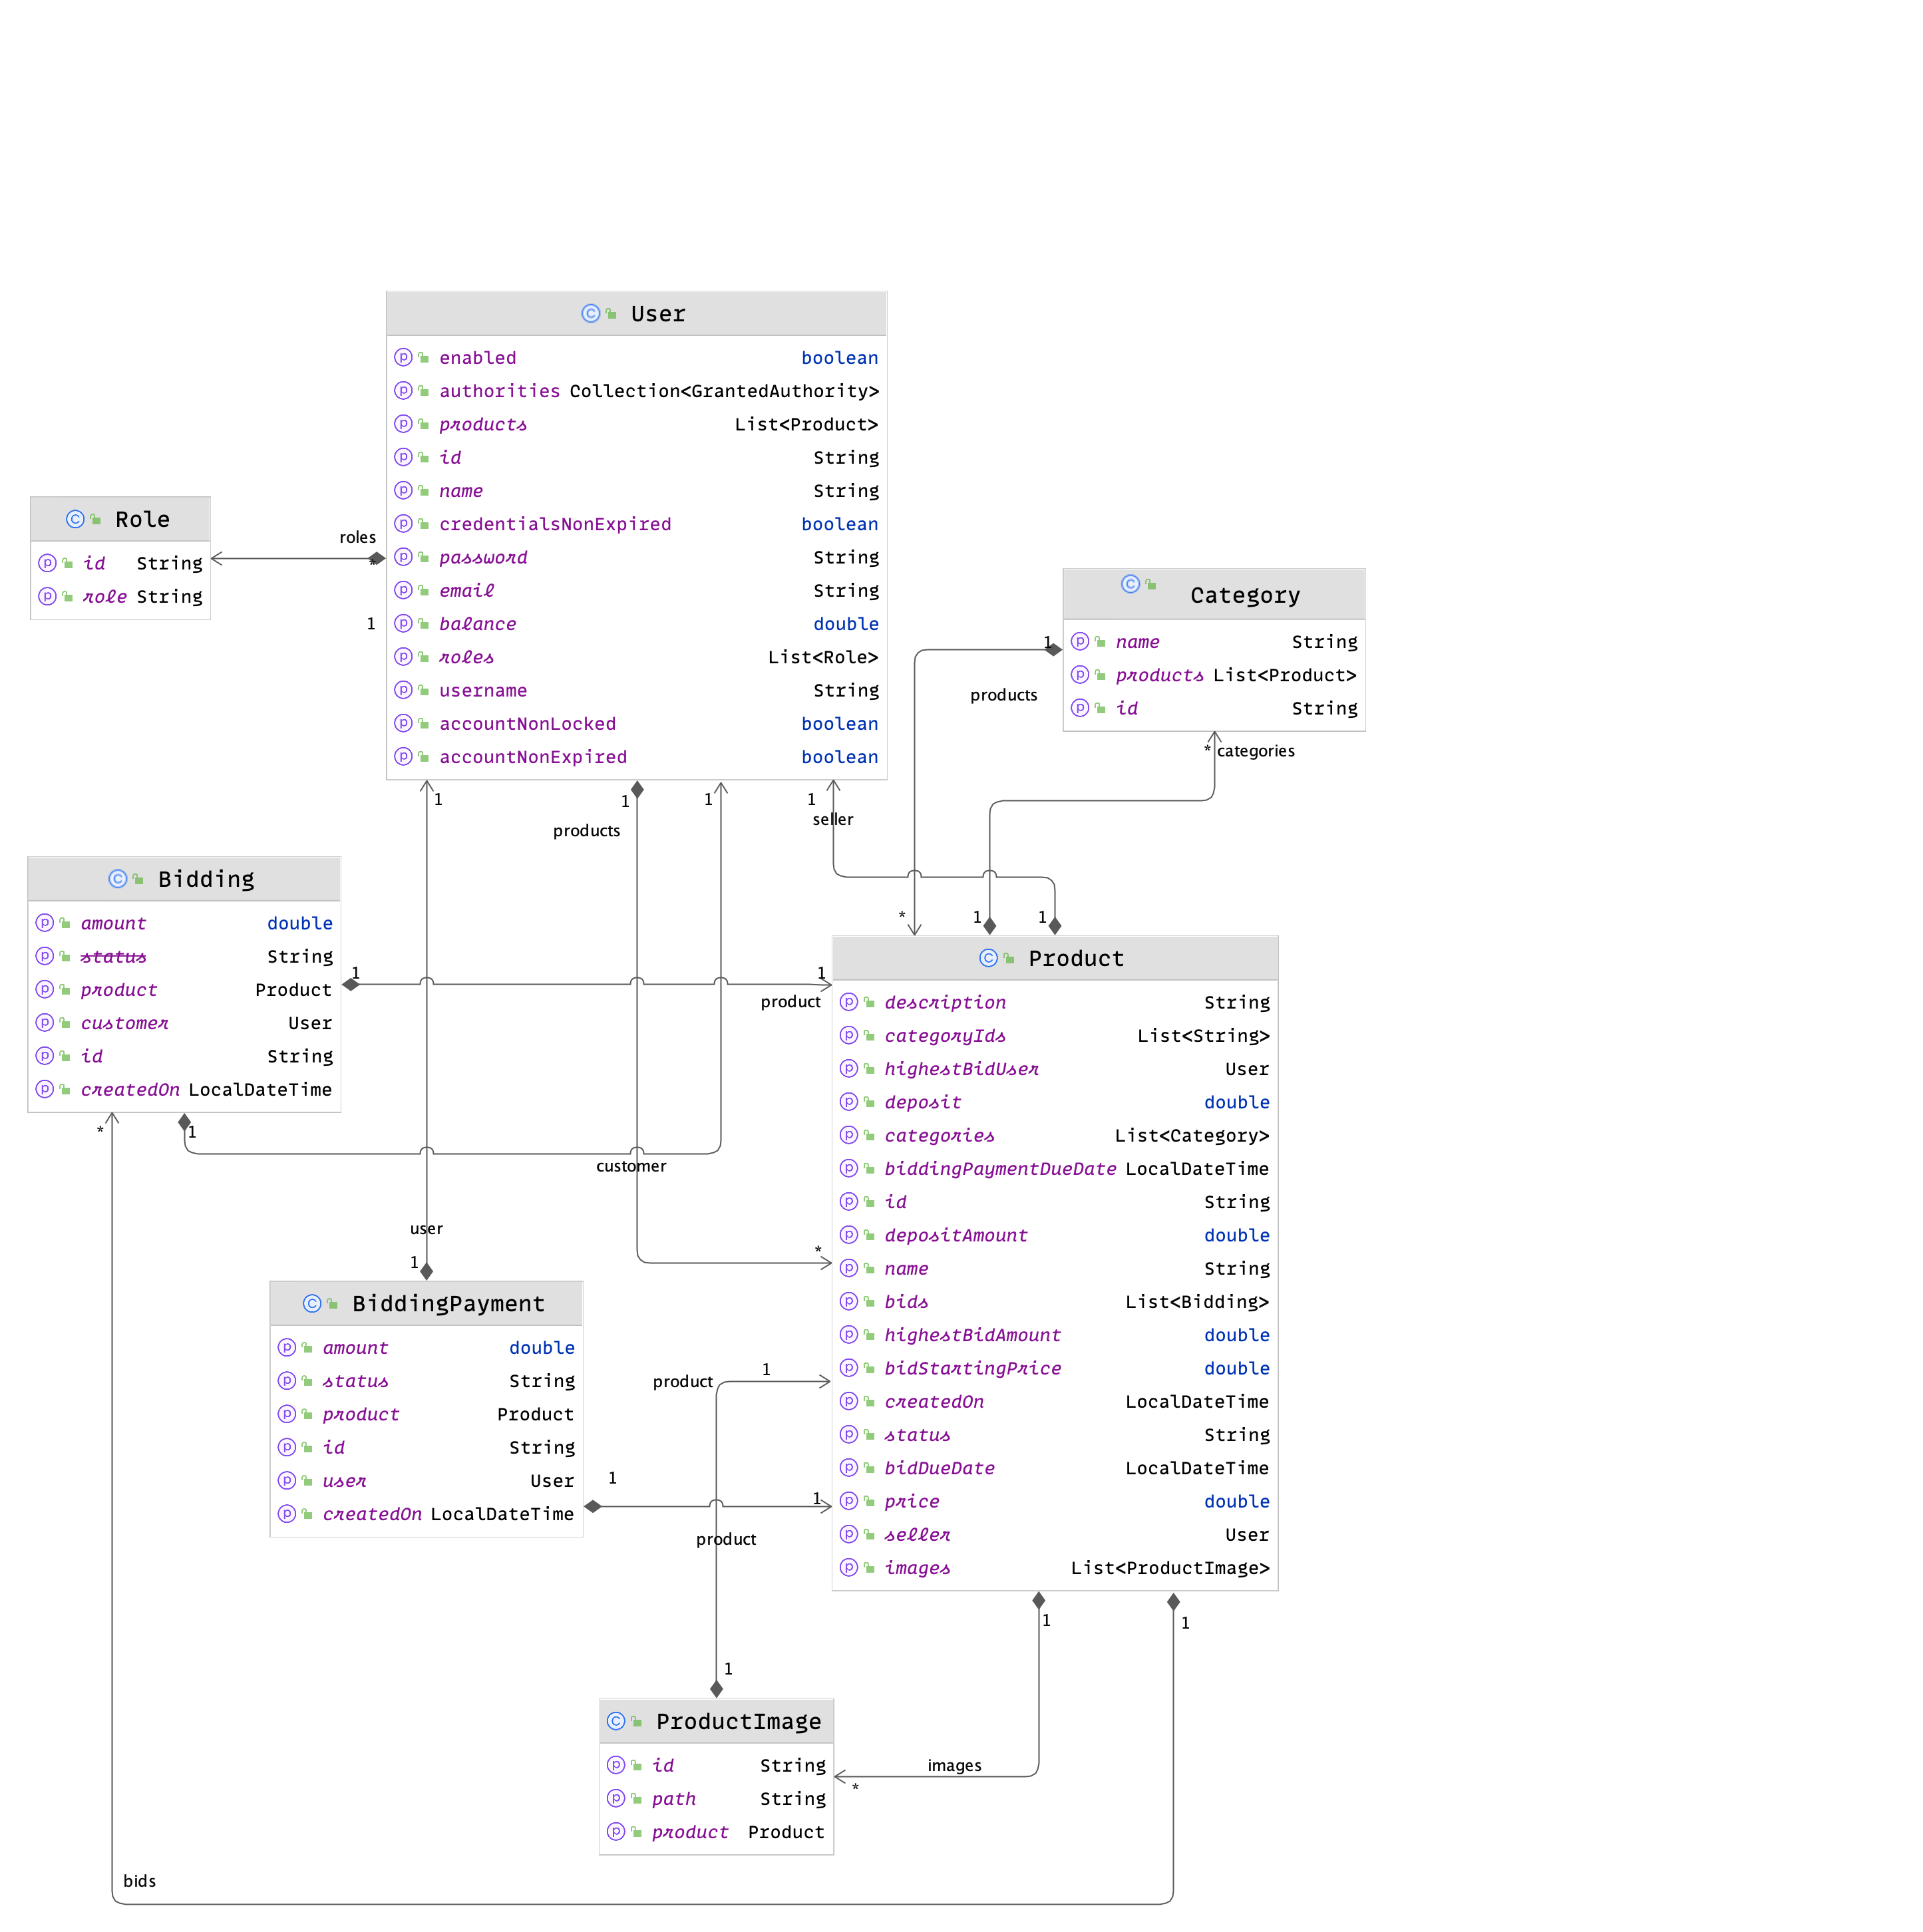 User
enabled boolean
authorities Collection<GrantedAuthority>
products List<Product>
id String
name String
credentialsNonExpired boolean
password String
email String
balance double
roles List<Role>
username String
accountNonLocked boolean
accountNonExpired boolean
Role
id String
role String
roles
*
1
Category
name String
products List<Product>
id String
1
products
* categories
1
1
1
1
products
seller
Bidding
amount double
status String
product Product
customer User
id String
createdOn LocalDateTime
*
1
1
1
1
product
Product
description String
categoryIds List<String>
highestBidUser User
deposit double
categories List<Category>
biddingPaymentDueDate LocalDateTime
id String
depositAmount double
name String
bids List<Bidding>
highestBidAmount double
bidStartingPrice double
createdOn LocalDateTime
status String
bidDueDate LocalDateTime
price double
seller User
images List<ProductImage>
*
1
customer
user
1
*
BiddingPayment
amount double
status String
product Product
id String
user User
createdOn LocalDateTime
1
product
1
1
product
1
1
1
ProductImage
id String
path String
product Product
images
*
bids